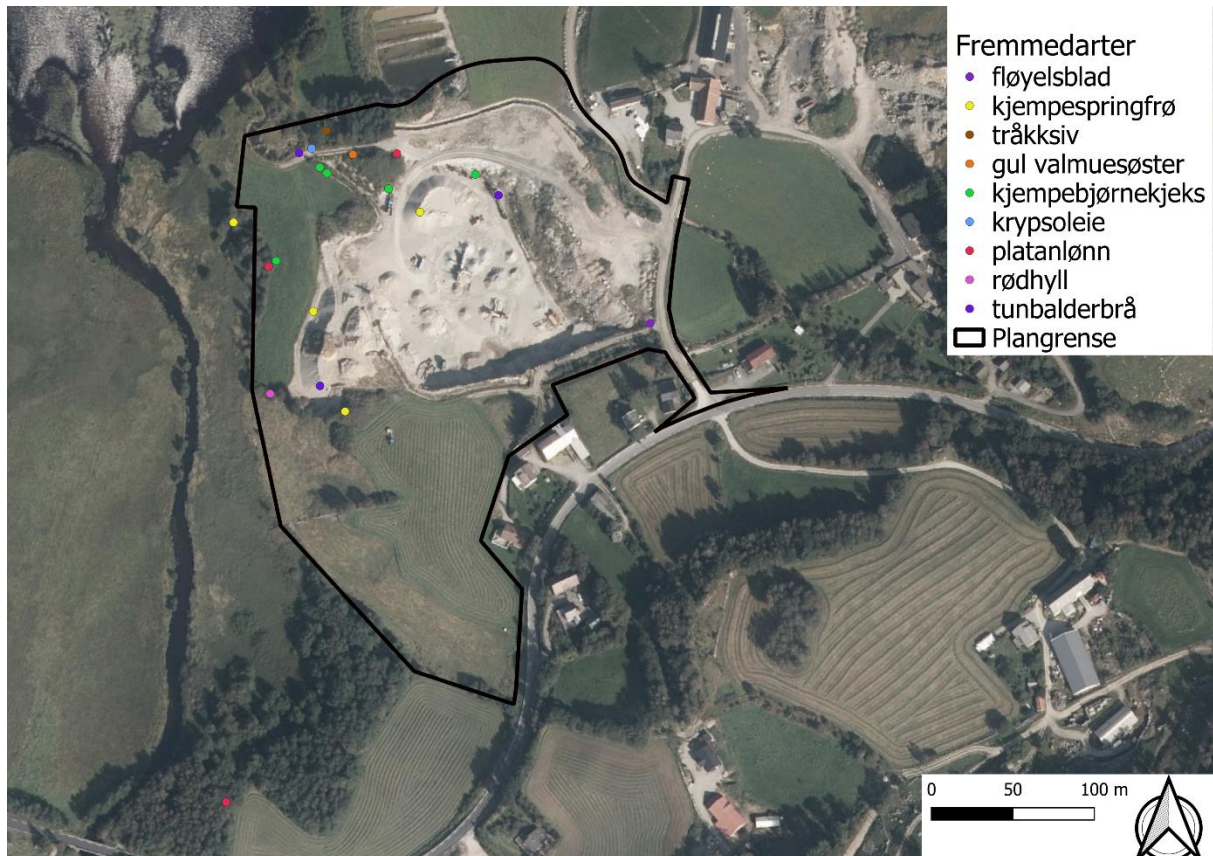 Fremmedarter
fløyelsblad
kjempespringfrø
tråkksiv
gul valmuesøster
kjempebjørnekjeks
krypsoleie
platanlønn
rødhyll
tunbalderbrå
Plangrense
0 50 100 m